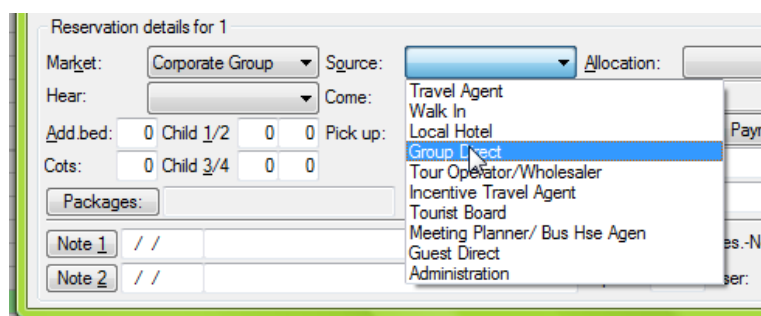 Reservation details for 1
Market: Corporate Group Source: Allocation:
Hear: Come:
Travel Agent
Walk In
Local Hotel
Group Direct
Tour Operator/Wholesaler
Incentive Travel Agent
Tourist Board
Meeting Planner/ Bus Hse Agen
Guest Direct
Administration
Add.bed: 0 Child 1/2 0 0 Pick up:
Cots: 0 Child 3/4 0 0
Packages:
Note 1 / /
Note 2 / /